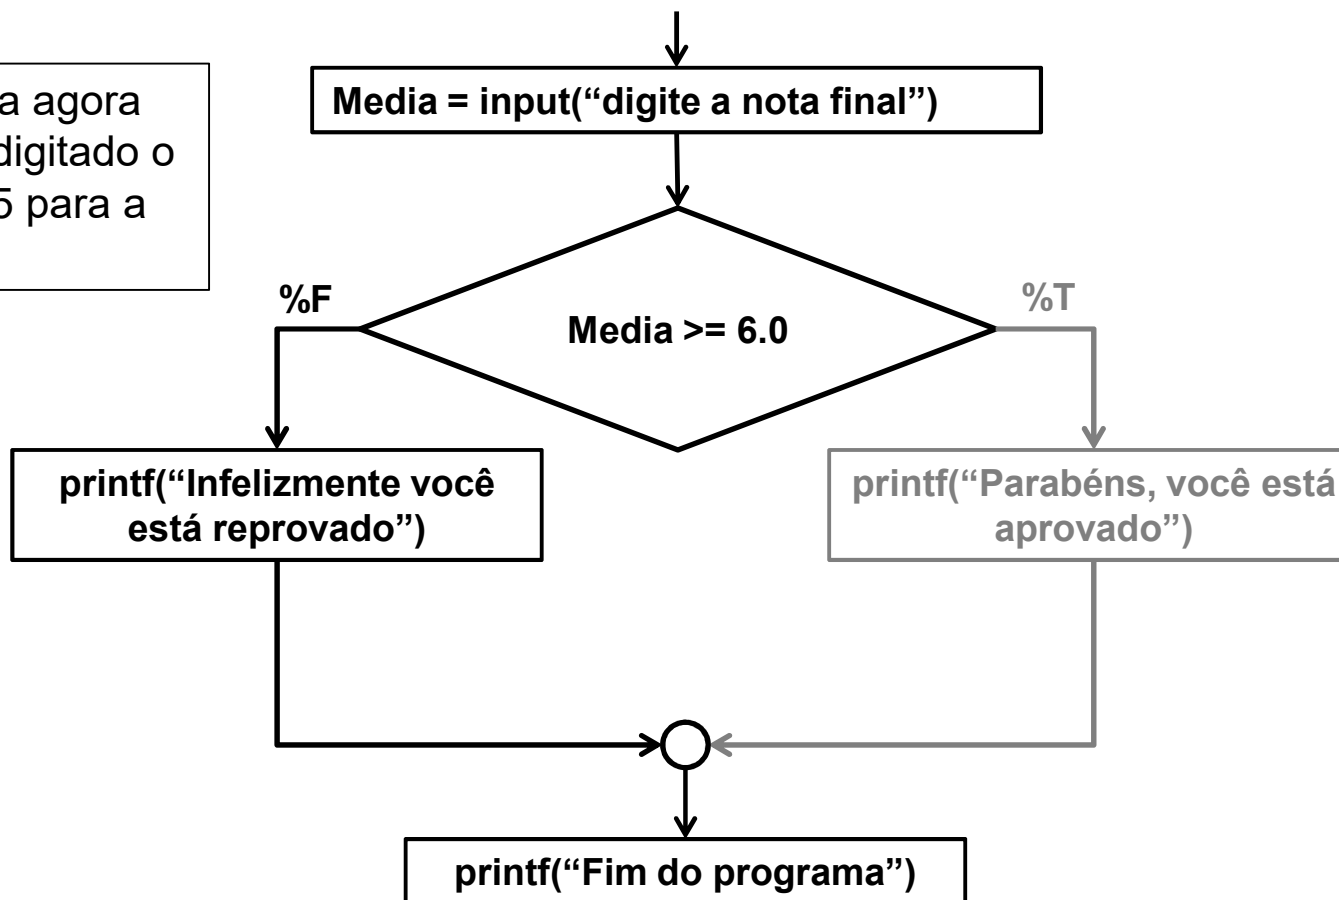 a agora
digitado o
5 para a
Media = input(“digite a nota final”)
%F
%T
Media >= 6.0
printf(“Infelizmente você
está reprovado”)
printf(“Parabéns, você está
aprovado”)
printf(“Fim do programa”)